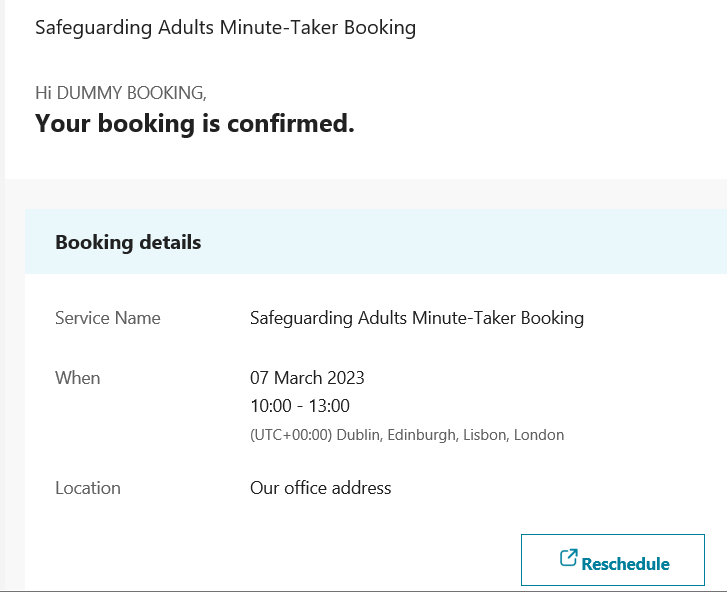 Safeguarding Adults Minute-Taker Booking
Hi DUMMY BOOKING,
Your booking is confirmed.
Booking details
Service Name Safeguarding Adults Minute-Taker Booking
When 07 March 2023
10:00 - 13:00
(UTC+00:00) Dublin, Edinburgh, Lisbon, London
Location Our office address
Reschedule